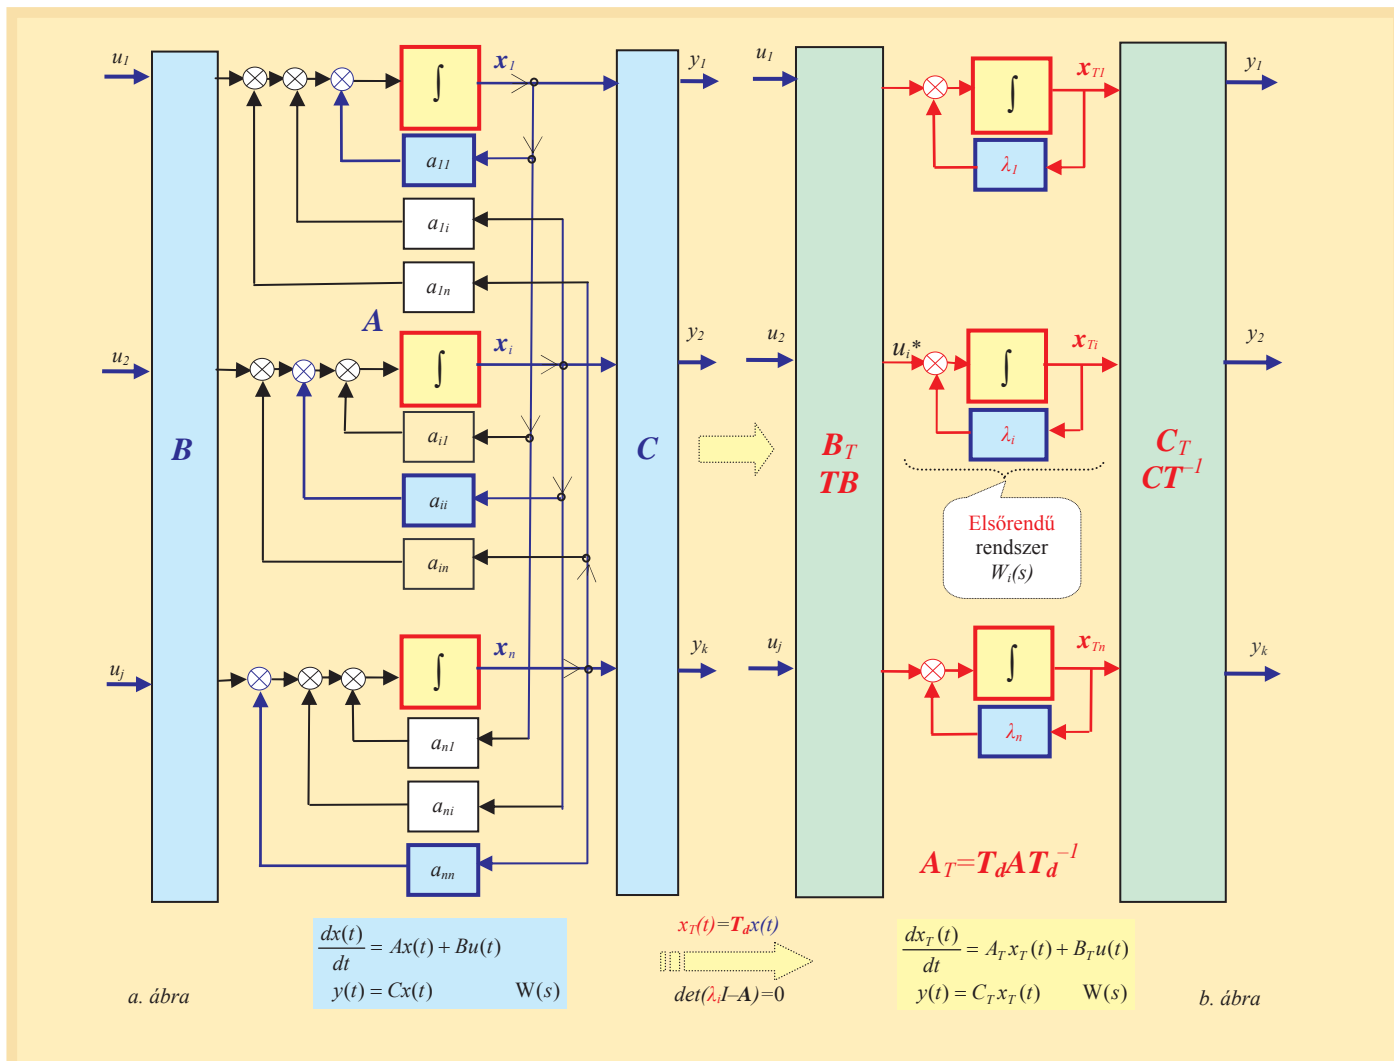 u1
u2
uj
B
∫
x1
a11
a1i
a1n
A
∫
xi
ai1
aii
ain
∫
xn
an1
ani
ann
C
y1
y2
yk
u1
u2
uj
BT
TB
∫
xT1
λ1
ui*
∫
xTi
λi
Elsőrendű
rendszer
Wi(s)
∫
xTn
λn
AT=TdATd–1
CT
CT–1
y1
y2
yk
a. ábra
dx(t)/dt = Ax(t) + Bu(t)
y(t) = Cx(t) W(s)
xT(t)=Tdx(t)
det(λiI–A)=0
dxT(t)/dt = ATxT(t) + BTu(t)
y(t) = CTxT(t) W(s)
b. ábra